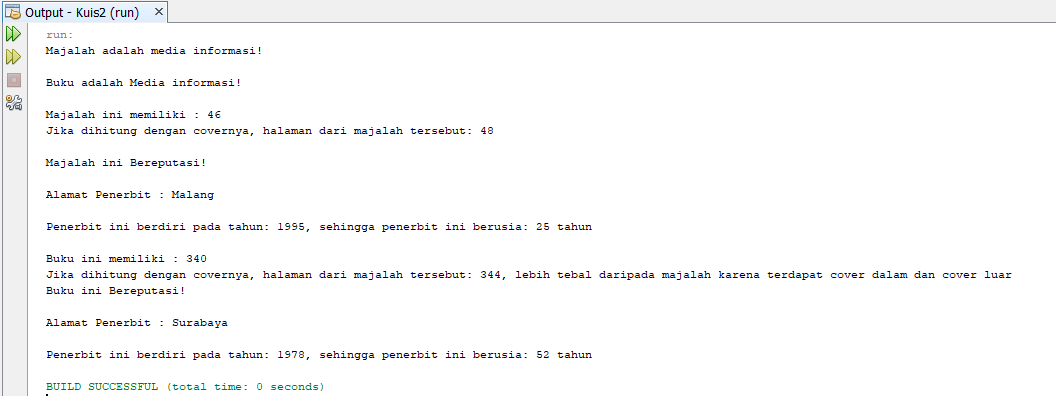 Output - Kuis2 (run)
run:
Majalah adalah media informasi!
Buku adalah Media informasi!
Majalah ini memiliki : 46
Jika dihitung dengan covernya, halaman dari majalah tersebut: 48
Majalah ini Bereputasi!
Alamat Penerbit : Malang
Penerbit ini berdiri pada tahun: 1995, sehingga penerbit ini berusia: 25 tahun
Buku ini memiliki : 340
Jika dihitung dengan covernya, halaman dari majalah tersebut: 344, lebih tebal daripada majalah karena terdapat cover dalam dan cover luar
Buku ini Bereputasi!
Alamat Penerbit : Surabaya
Penerbit ini berdiri pada tahun: 1978, sehingga penerbit ini berusia: 52 tahun
BUILD SUCCESSFUL (total time: 0 seconds)